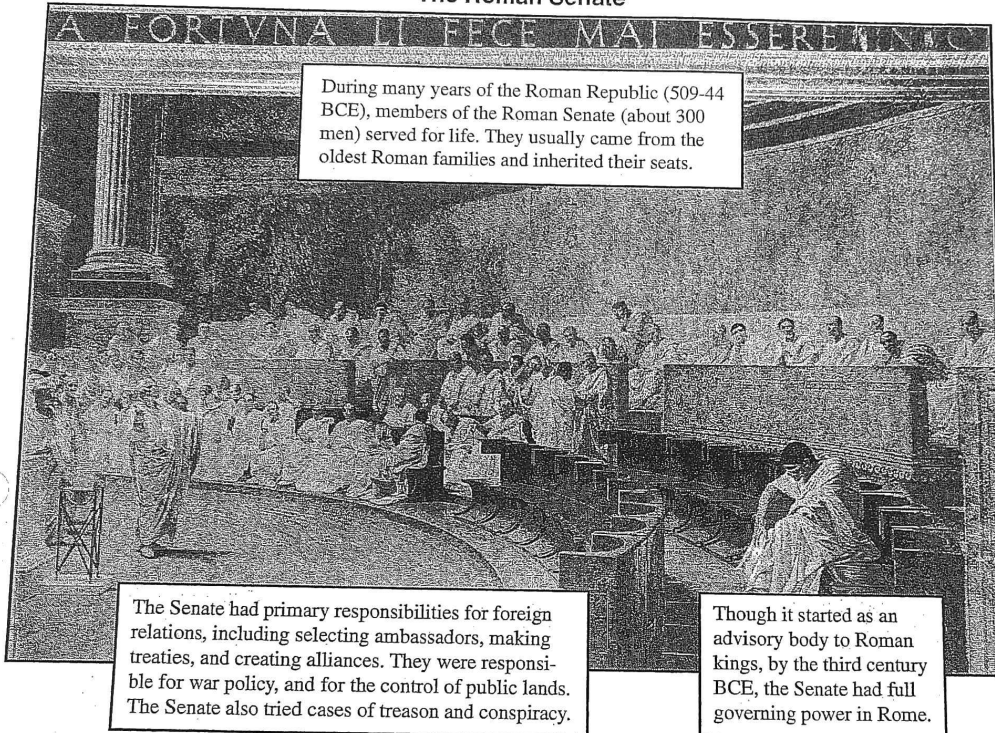 The Roman Senate
A FORTVNA LI FECE MAI ESSERE
During many years of the Roman Republic (509-44
BCE), members of the Roman Senate (about 300
men) served for life. They usually came from the
oldest Roman families and inherited their seats.
The Senate had primary responsibilities for foreign
relations, including selecting ambassadors, making
treaties, and creating alliances. They were responsi-
ble for war policy, and for the control of public lands.
The Senate also tried cases of treason and conspiracy.
Though it started as an
advisory body to Roman
kings, by the third century
BCE, the Senate had full
governing power in Rome.